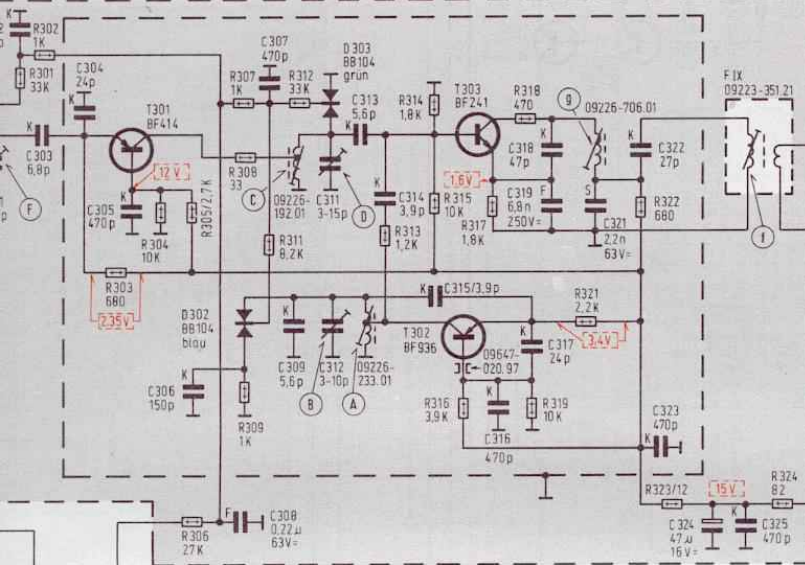 K
R302
1K
R301
33K
C304
24p
K
K
C303
6,8p
F
T301
BF414
12V
K
C305
470p
R304
10K
R305/2,7K
R303
680
2,35V
C307
470p
K
R307
1K
R312
33K
D303
BB104
grün
C313
5,6p
K
R308
33
C
09226-
192.01
C311
3-15p
D
R311
8,2K
R314
1,8K
K
C314
3,9p
R313
1,2K
R315
10K
T303
BF241
1,6V
R317
1,8K
R318
470
K
C318
47p
C319
6,8n
250V=
F
g
09226-706.01
S
C321
2,2n
63V=
K
C322
27p
R322
680
FIX
09223-351.21
f
D302
BB104
blau
K
C306
150p
R309
1K
K
C309
5,6p
C312
3-10p
B
A
09226-
233.01
K
C315/3,9p
T302
BF936
09647-
020.97
K
C317
24p
R321
2,2K
3,4V
R316
3,9K
K
C316
470p
R319
10K
C323
470p
K
R306
27K
F
C308
0,22µ
63V=
R323/12
15V
R324
82
C324
47µ
16V=
K
C325
470p